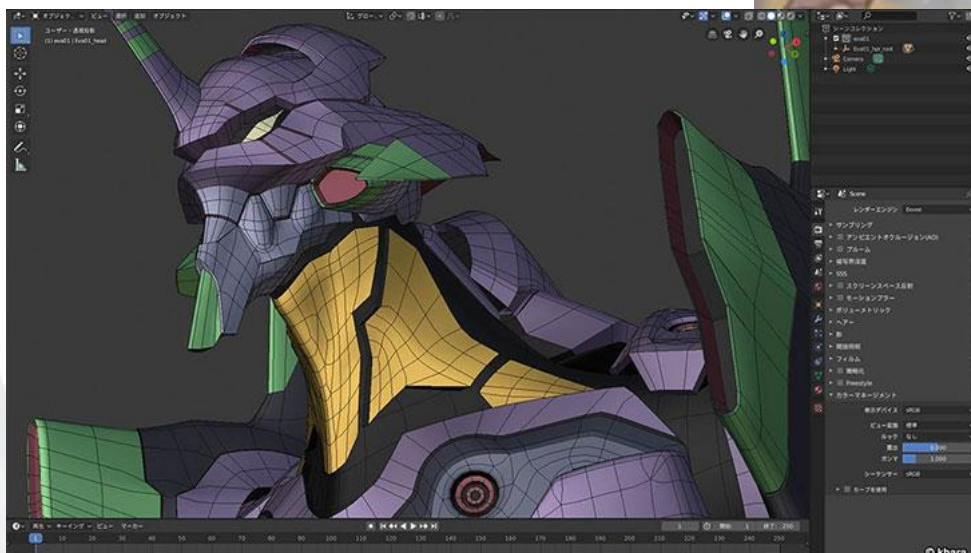 オブジェクト.. ビュー 選択 追加 オブジェクト
グロー..
ユーザー・透視投影
(1) eva01 | Eva01_head
シーンコレクション
eva01
Eva01_hpr_root
Camera
Light
Scene
レンダーエンジン Eevee
サンプリング
アンビエントオクルージョン(AO)
ブルーム
被写界深度
SSS
スクリーンスペース反射
モーションブラー
ボリューメトリック
ヘアー
影
間接照明
フィルム
簡略化
Freestyle
カラーマネージメント
表示デバイス sRGB
ビュー変換 標準
ルック なし
露出 0.000
ガンマ 1.000
シーケンサー sRGB
カーブを使用
再生 キーイング ビュー マーカー
1 開始: 1 終了: 250
1 10 20 30 40 50 60 70 80 90 100 110 120 130 140 150 160 170 180 190 200 210 220 230 240 250
© khara